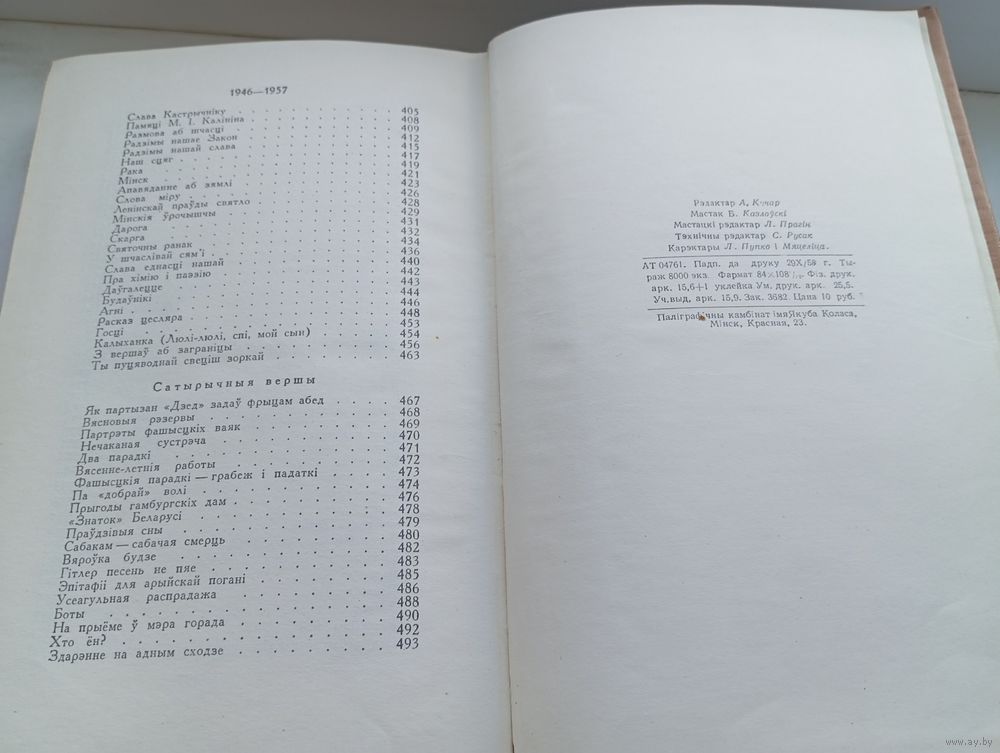 1946—1957
Слава Кастрычніку 405
Памяці М. І. Калініна 408
Размова аб шчасці 409
Радзімы нашае Закон 412
Радзімы нашай слава 415
Наш сцяг 417
Рака 419
Мінск 421
Апавяданне аб зямлі 423
Слова міру 426
Ленінскай праўды святло 428
Мінскія ўрочышчы 429
Дарога 431
Скарга 432
Святочны ранак 434
У шчаслівай сям'і 436
Слава еднасці нашай 440
Пра хімію і паэзію 442
Даўгалецце 443
Будаўнікі 444
Агні 446
Расказ цесляра 448
Госці 453
Калыханка (Люлі-люлі, спі, мой сын) 454
З вершаў аб заграніцы 456
Ты пуцяводнай свеціш зоркай 463
Сатырычныя вершы
Як партызан «Дзед» задаў фрыцам абед 467
Вясновыя рэзервы 468
Партрэты фашысцкіх ваяк 469
Нечаканая сустрэча 470
Два парадкі 471
Вясенне-летнія работы 472
Фашысцкія парадкі — грабеж і падаткі 473
Па «добрай» волі 474
Прыгоды гамбургскіх дам 476
«Знаток» Беларусі 478
Праўдзівыя сны 479
Сабакам — сабачая смерць 480
Вяроўка будзе 482
Гітлер песень не пяе 483
Эпітафіі для арыйскай погані 485
Усеагульная распрадажа 486
Боты 488
На прыёме ў мэра горада 490
Хто ён? 492
Здарэнне на адным сходзе 493
Рэдактар А. Кучар
Мастак Б. Казлоўскі
Мастацкі рэдактар Л. Прагін
Тэхнічны рэдактар С. Русак
Карэктары Л. Пупко і Мяцеліца.
АТ 04761. Падп. да друку 29X/58 г. Ты-
раж 8000 экз. Фармат 84×108 Фіз. друк.
арк. 15,6+1 уклейка Ум. друк. арк. 25,5.
Уч.выд. арк. 15,9. Зак. 3682. Цана 10 руб.
Паліграфічны камбінат імя Якуба Коласа,
Мінск, Красная, 23.
www.ay.by